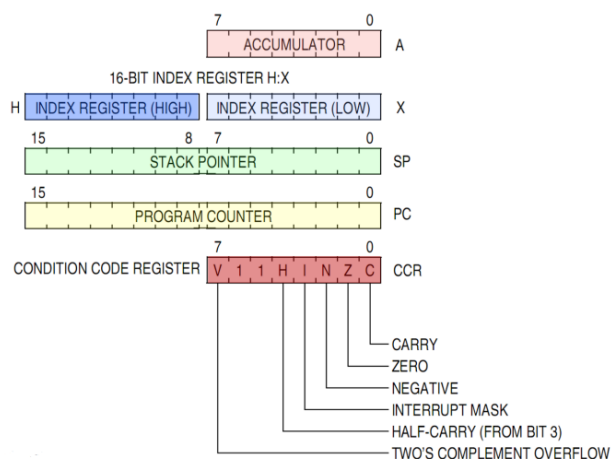 7 0
ACCUMULATOR A
16-BIT INDEX REGISTER H:X
H INDEX REGISTER (HIGH) INDEX REGISTER (LOW) X
15 8 7 0
STACK POINTER SP
15 0
PROGRAM COUNTER PC
7 0
CONDITION CODE REGISTER V 1 1 H I N Z C CCR
CARRY
ZERO
NEGATIVE
INTERRUPT MASK
HALF-CARRY (FROM BIT 3)
TWO'S COMPLEMENT OVERFLOW